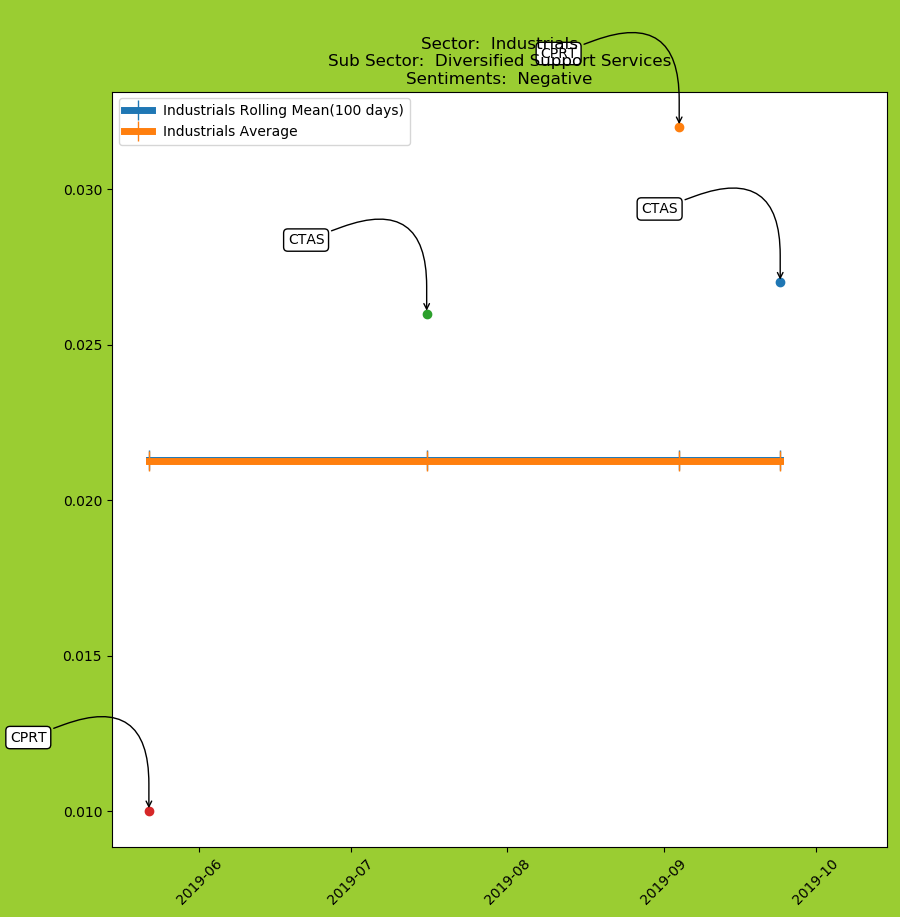 Sector:  Industrials
CPRT
Sub Sector:  Diversified Support Services
Sentiments:  Negative
Industrials Rolling Mean(100 days)
Industrials Average
0.030
CTAS
CTAS
0.025
0.020
0.015
CPRT
0.010
2019-06
2019-07
2019-08
2019-09
2019-10